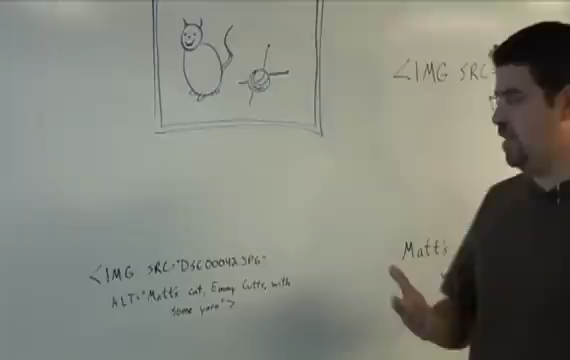 <IMG SRC
<IMG SRC="DSC00042.JPG"
ALT="Matt's cat, Emmy Cutts, with
some yarn">
Matt's